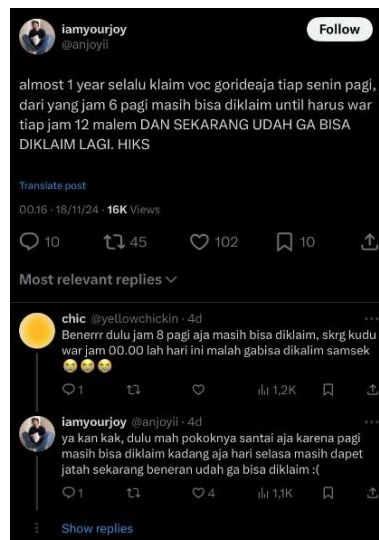 iamyourjoy
Follow
@anjoyii
almost 1 year selalu klaim voc gorideaja tiap senin pagi,
dari yang jam 6 pagi masih bisa diklaim until harus war
tiap jam 12 malem DAN SEKARANG UDAH GA BISA
DIKLAIM LAGI. HIKS
Translate post
00.16 · 18/11/24 · 16K Views
10 45 102 10
Most relevant replies
chic @yellowchickin · 4d
Benerrr dulu jam 8 pagi aja masih bisa diklaim, skrg kudu
war jam 00.00 lah hari ini malah gabisa dikalim samsek
😭😭😭
1 1,2K
iamyourjoy @anjoyii · 4d
ya kan kak, dulu mah pokoknya santai aja karena pagi
masih bisa diklaim kadang aja hari selasa masih dapet
jatah sekarang beneran udah ga bisa diklaim :(
1 4 1,1K
Show replies